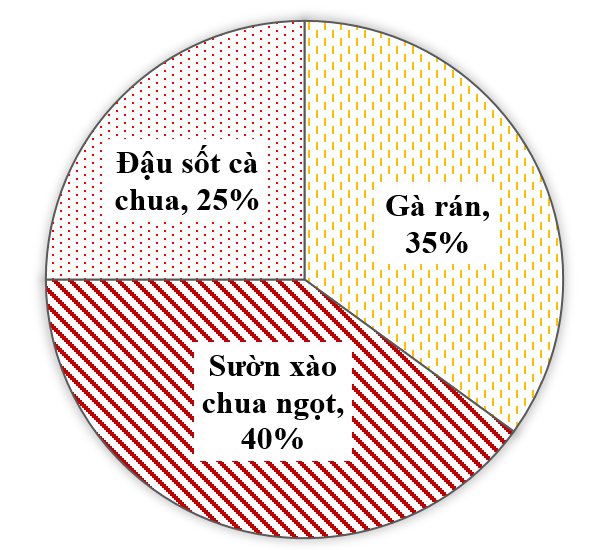 Đậu sốt cà
chua, 25%
Gà rán,
35%
Sườn xào
chua ngọt,
40%